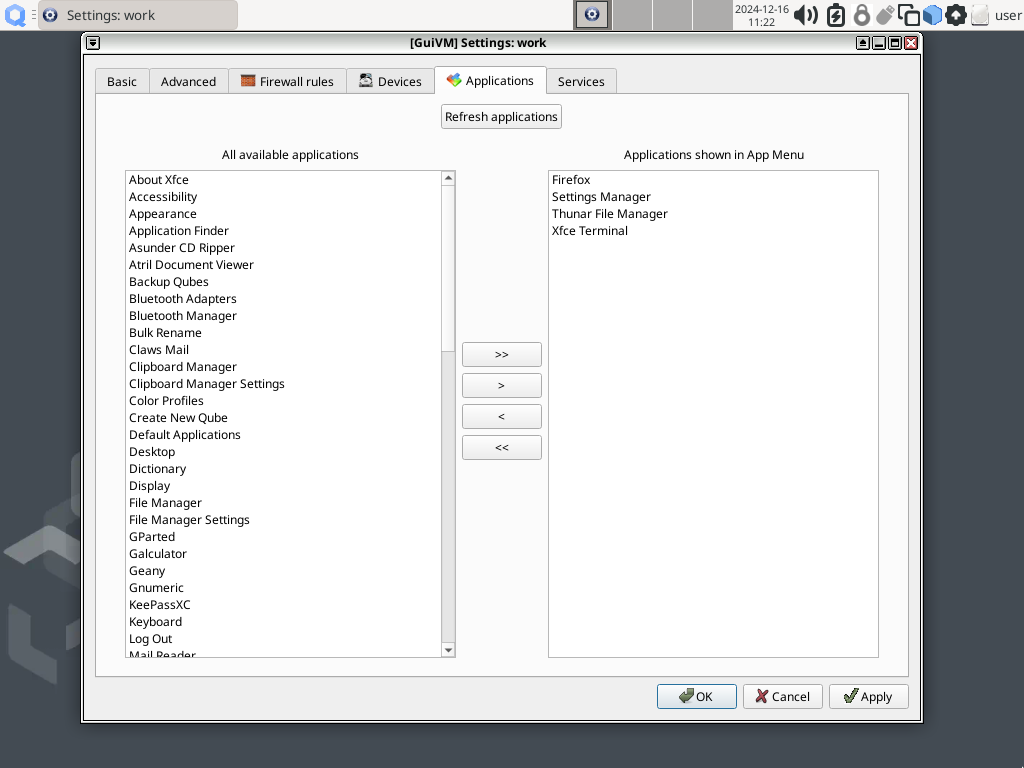 Settings: work
2024-12-16
11:22
user
[GuiVM] Settings: work
Basic
Advanced
Firewall rules
Devices
Applications
Services
Refresh applications
All available applications
Applications shown in App Menu
About Xfce
Accessibility
Appearance
Application Finder
Asunder CD Ripper
Atril Document Viewer
Backup Qubes
Bluetooth Adapters
Bluetooth Manager
Bulk Rename
Claws Mail
Clipboard Manager
Clipboard Manager Settings
Color Profiles
Create New Qube
Default Applications
Desktop
Dictionary
Display
File Manager
File Manager Settings
GParted
Galculator
Geany
Gnumeric
KeePassXC
Keyboard
Log Out
Mail Reader
>>
>
<
<<
Firefox
Settings Manager
Thunar File Manager
Xfce Terminal
OK
Cancel
Apply